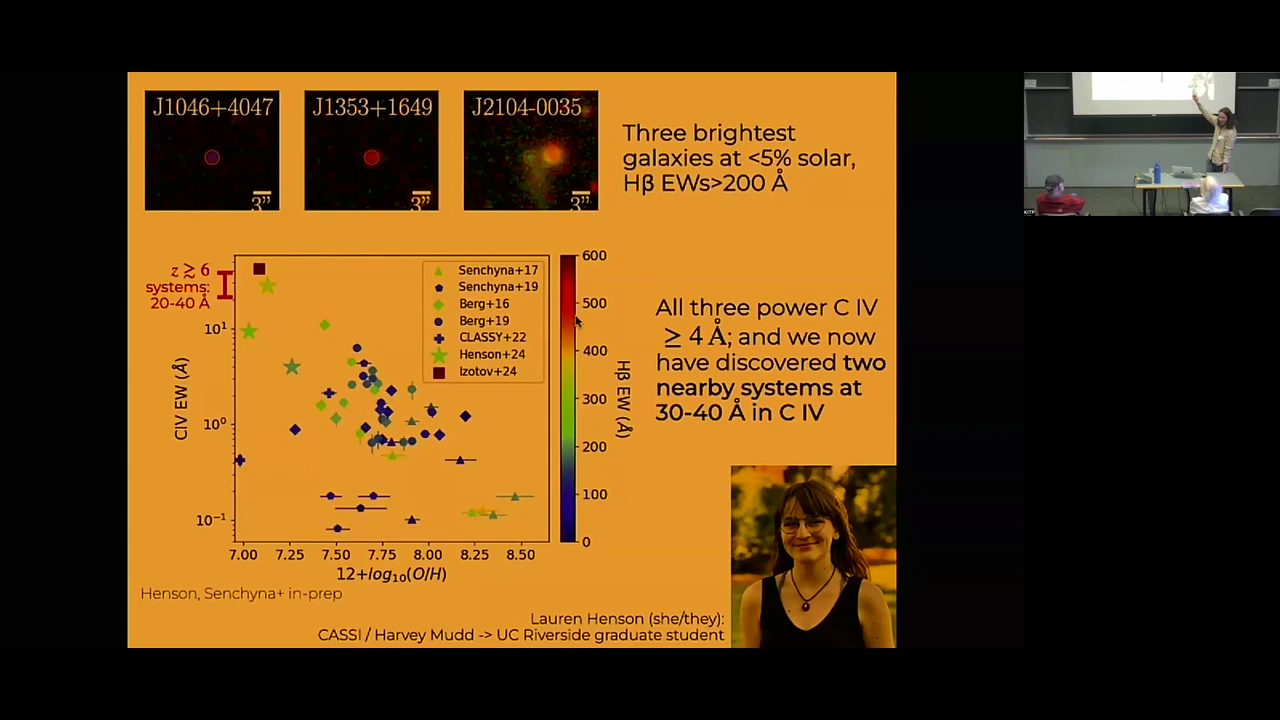 J1046+4047
3”
J1353+1649
3”
J2104-0035
3”
Three brightest
galaxies at <5% solar,
Hβ EWs>200 Å
z ≳ 6
systems:
20-40 Å
CIV EW (Å)
10¹
10⁰
10⁻¹
Senchyna+17
Senchyna+19
Berg+16
Berg+19
CLASSY+22
Henson+24
Izotov+24
7.00 7.25 7.50 7.75 8.00 8.25 8.50
12+log₁₀(O/H)
600
500
400
300
200
100
0
Hβ EW (Å)
All three power C IV
≥ 4 Å; and we now
have discovered two
nearby systems at
30-40 Å in C IV
Henson, Senchyna+ in-prep
Lauren Henson (she/they):
CASSI / Harvey Mudd -> UC Riverside graduate student
KITP